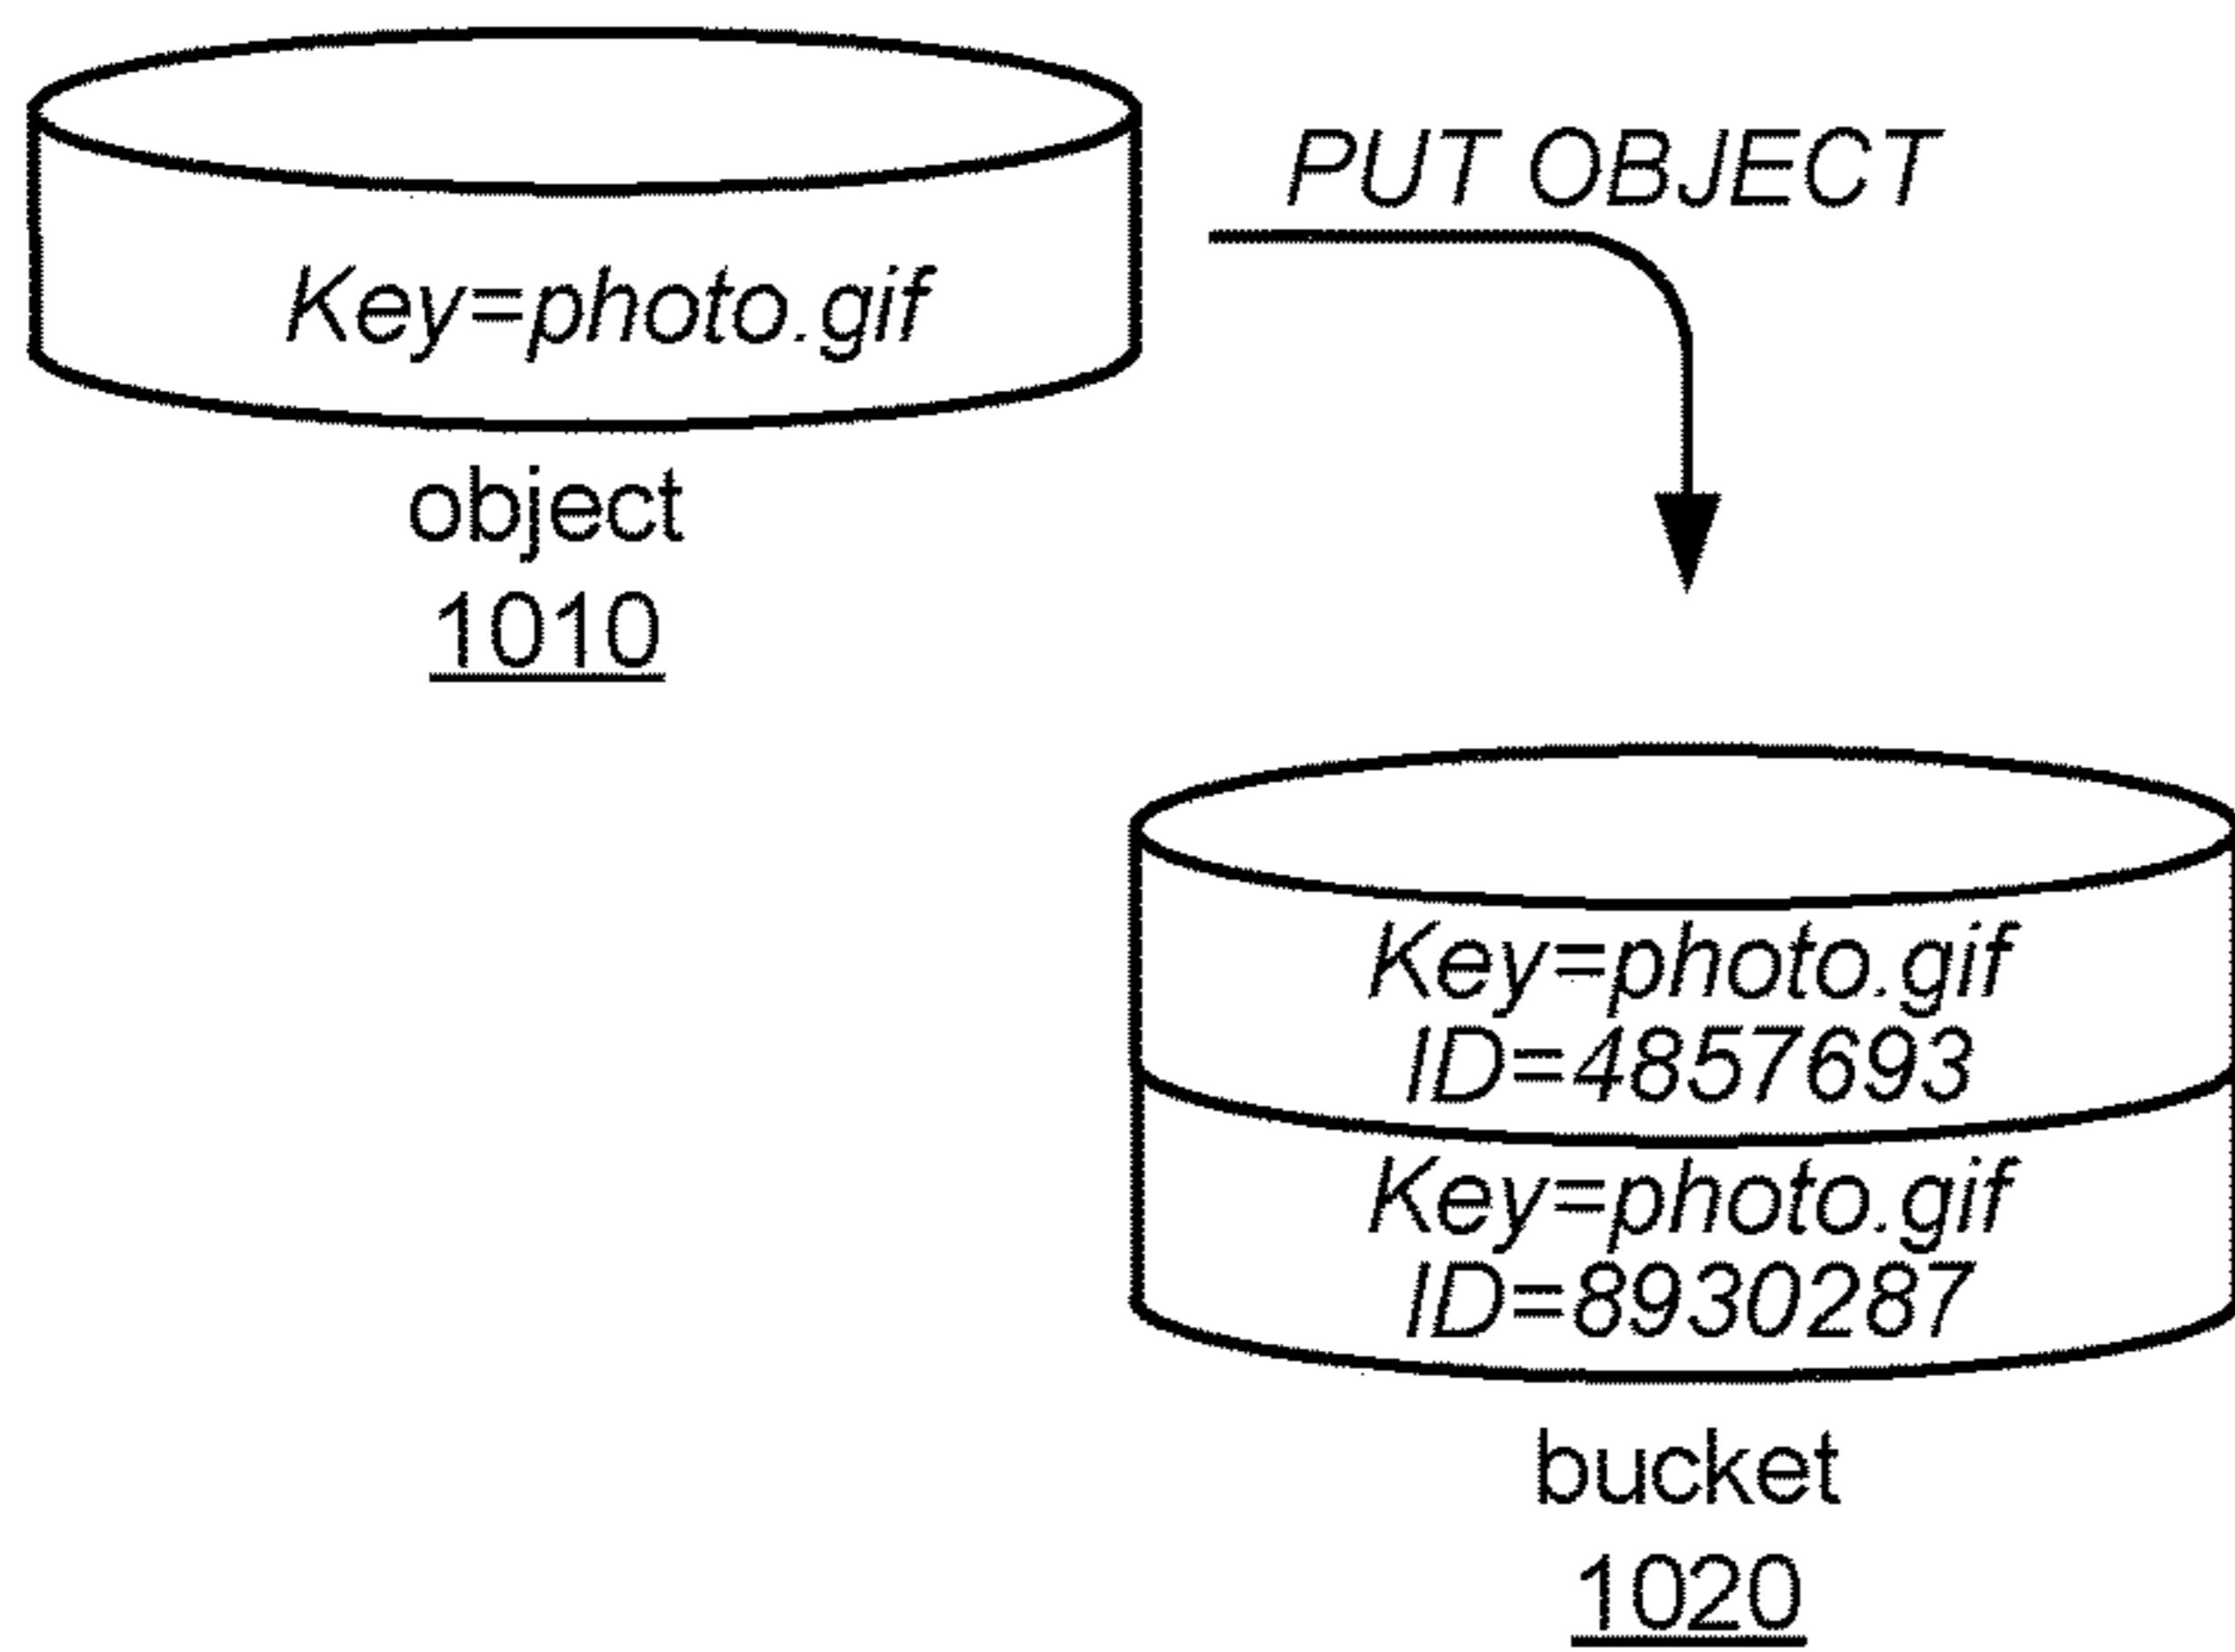 Key=photo.gif
object
1010
PUT OBJECT
Key=photo.gif
ID=4857693
Key=photo.gif
ID=8930287
bucket
1020